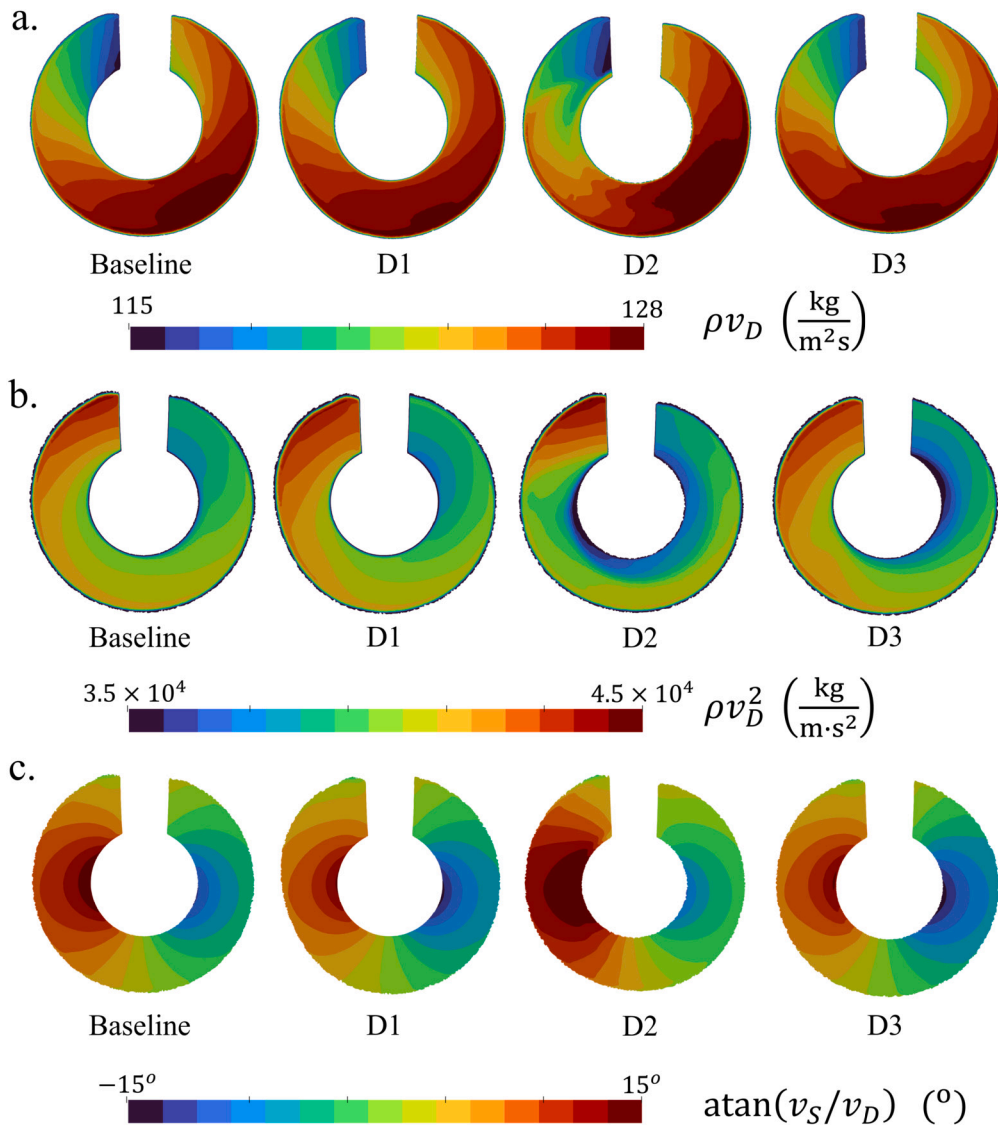 a.
Baseline D1 D2 D3
115 128 ρv_D (kg/m²s)
b.
Baseline D1 D2 D3
3.5 × 10⁴ 4.5 × 10⁴ ρv_D² (kg/m·s²)
c.
Baseline D1 D2 D3
−15° 15° atan(v_S/v_D) (°)